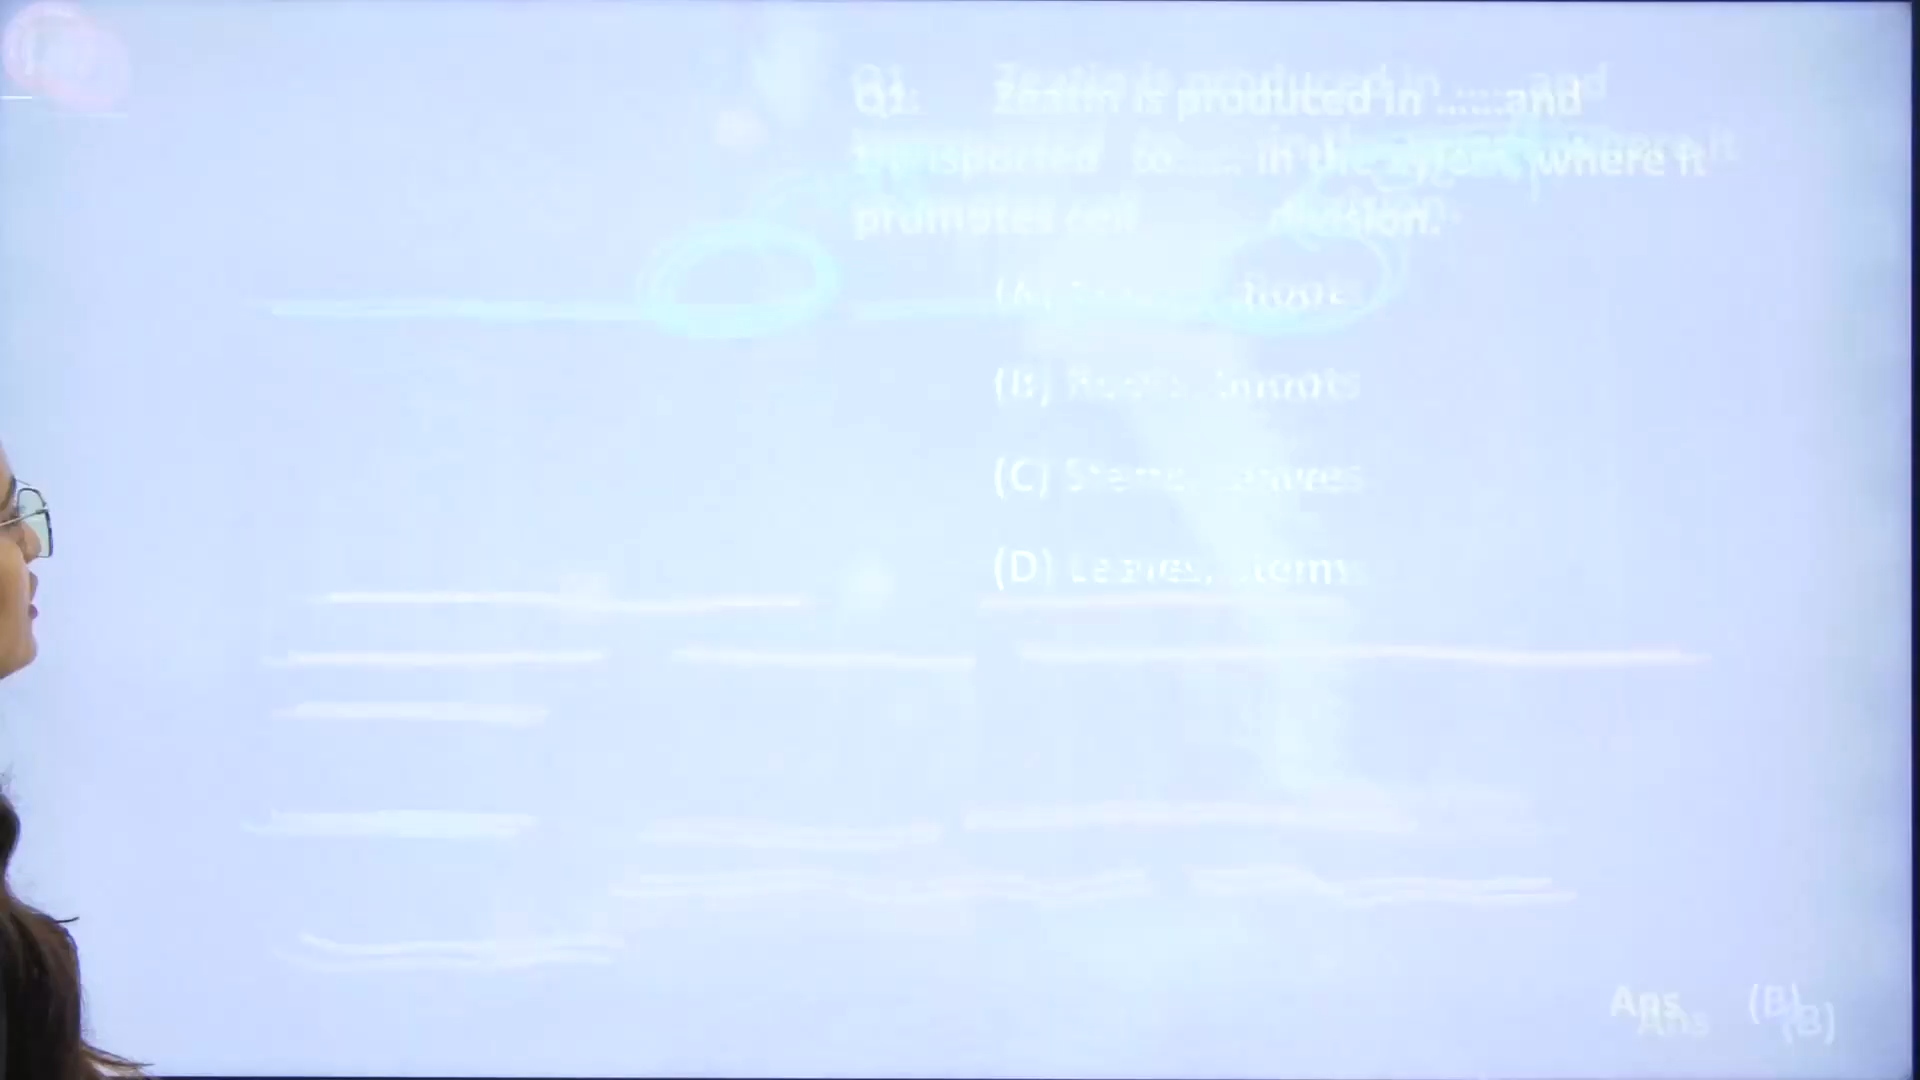 Q1. Zeatin is produced in ......and
transported to...... in the xylem, where it
promotes cell division.
(A) Roots
(B) Roots, Shoots
(C) Stems, Leaves
(D) Leaves, Stems
Ans (B)